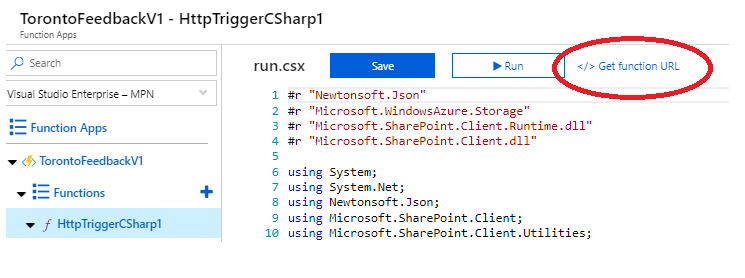 TorontoFeedbackV1 - HttpTriggerCSharp1
Function Apps
Search
Visual Studio Enterprise – MPN
Function Apps
TorontoFeedbackV1
Functions
f HttpTriggerCSharp1
run.csx Save Run </> Get function URL
1 #r "Newtonsoft.Json"
2 #r "Microsoft.WindowsAzure.Storage"
3 #r "Microsoft.SharePoint.Client.Runtime.dll"
4 #r "Microsoft.SharePoint.Client.dll"
5
6 using System;
7 using System.Net;
8 using Newtonsoft.Json;
9 using Microsoft.SharePoint.Client;
10 using Microsoft.SharePoint.Client.Utilities;